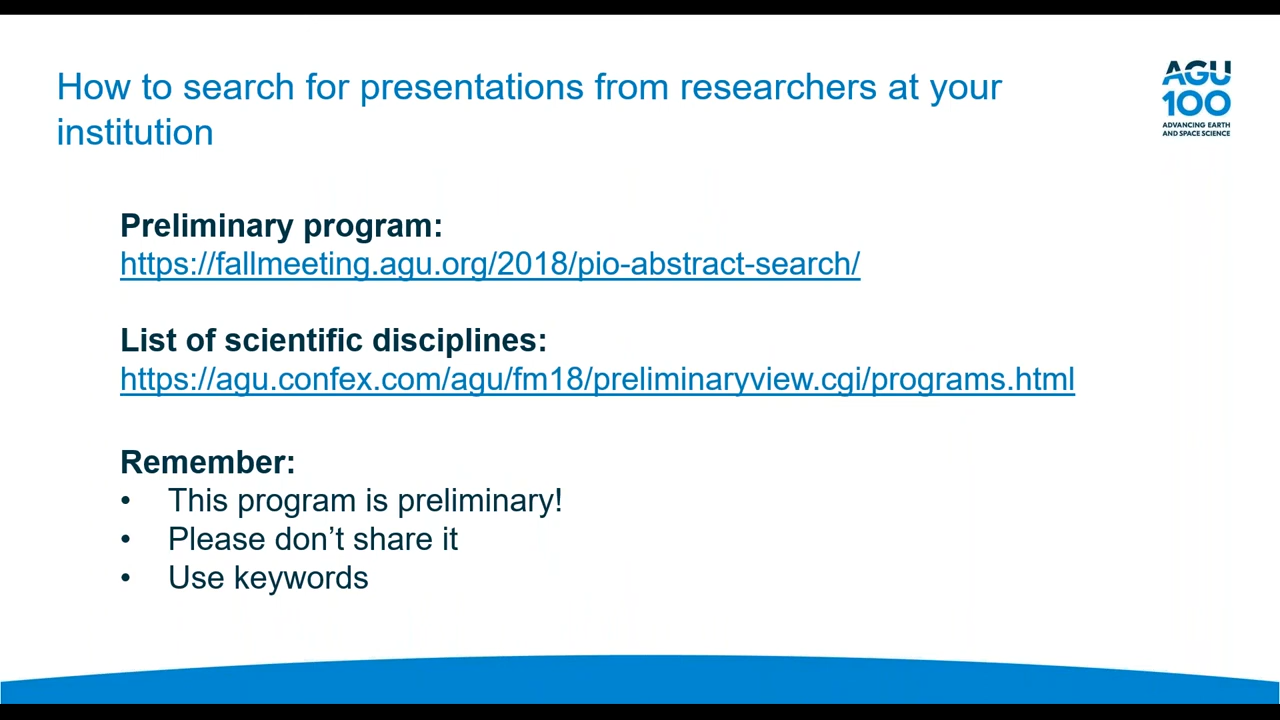 How to search for presentations from researchers at your
institution
AGU
100
ADVANCING EARTH
AND SPACE SCIENCE
Preliminary program:
https://fallmeeting.agu.org/2018/pio-abstract-search/
List of scientific disciplines:
https://agu.confex.com/agu/fm18/preliminaryview.cgi/programs.html
Remember:
• This program is preliminary!
• Please don’t share it
• Use keywords